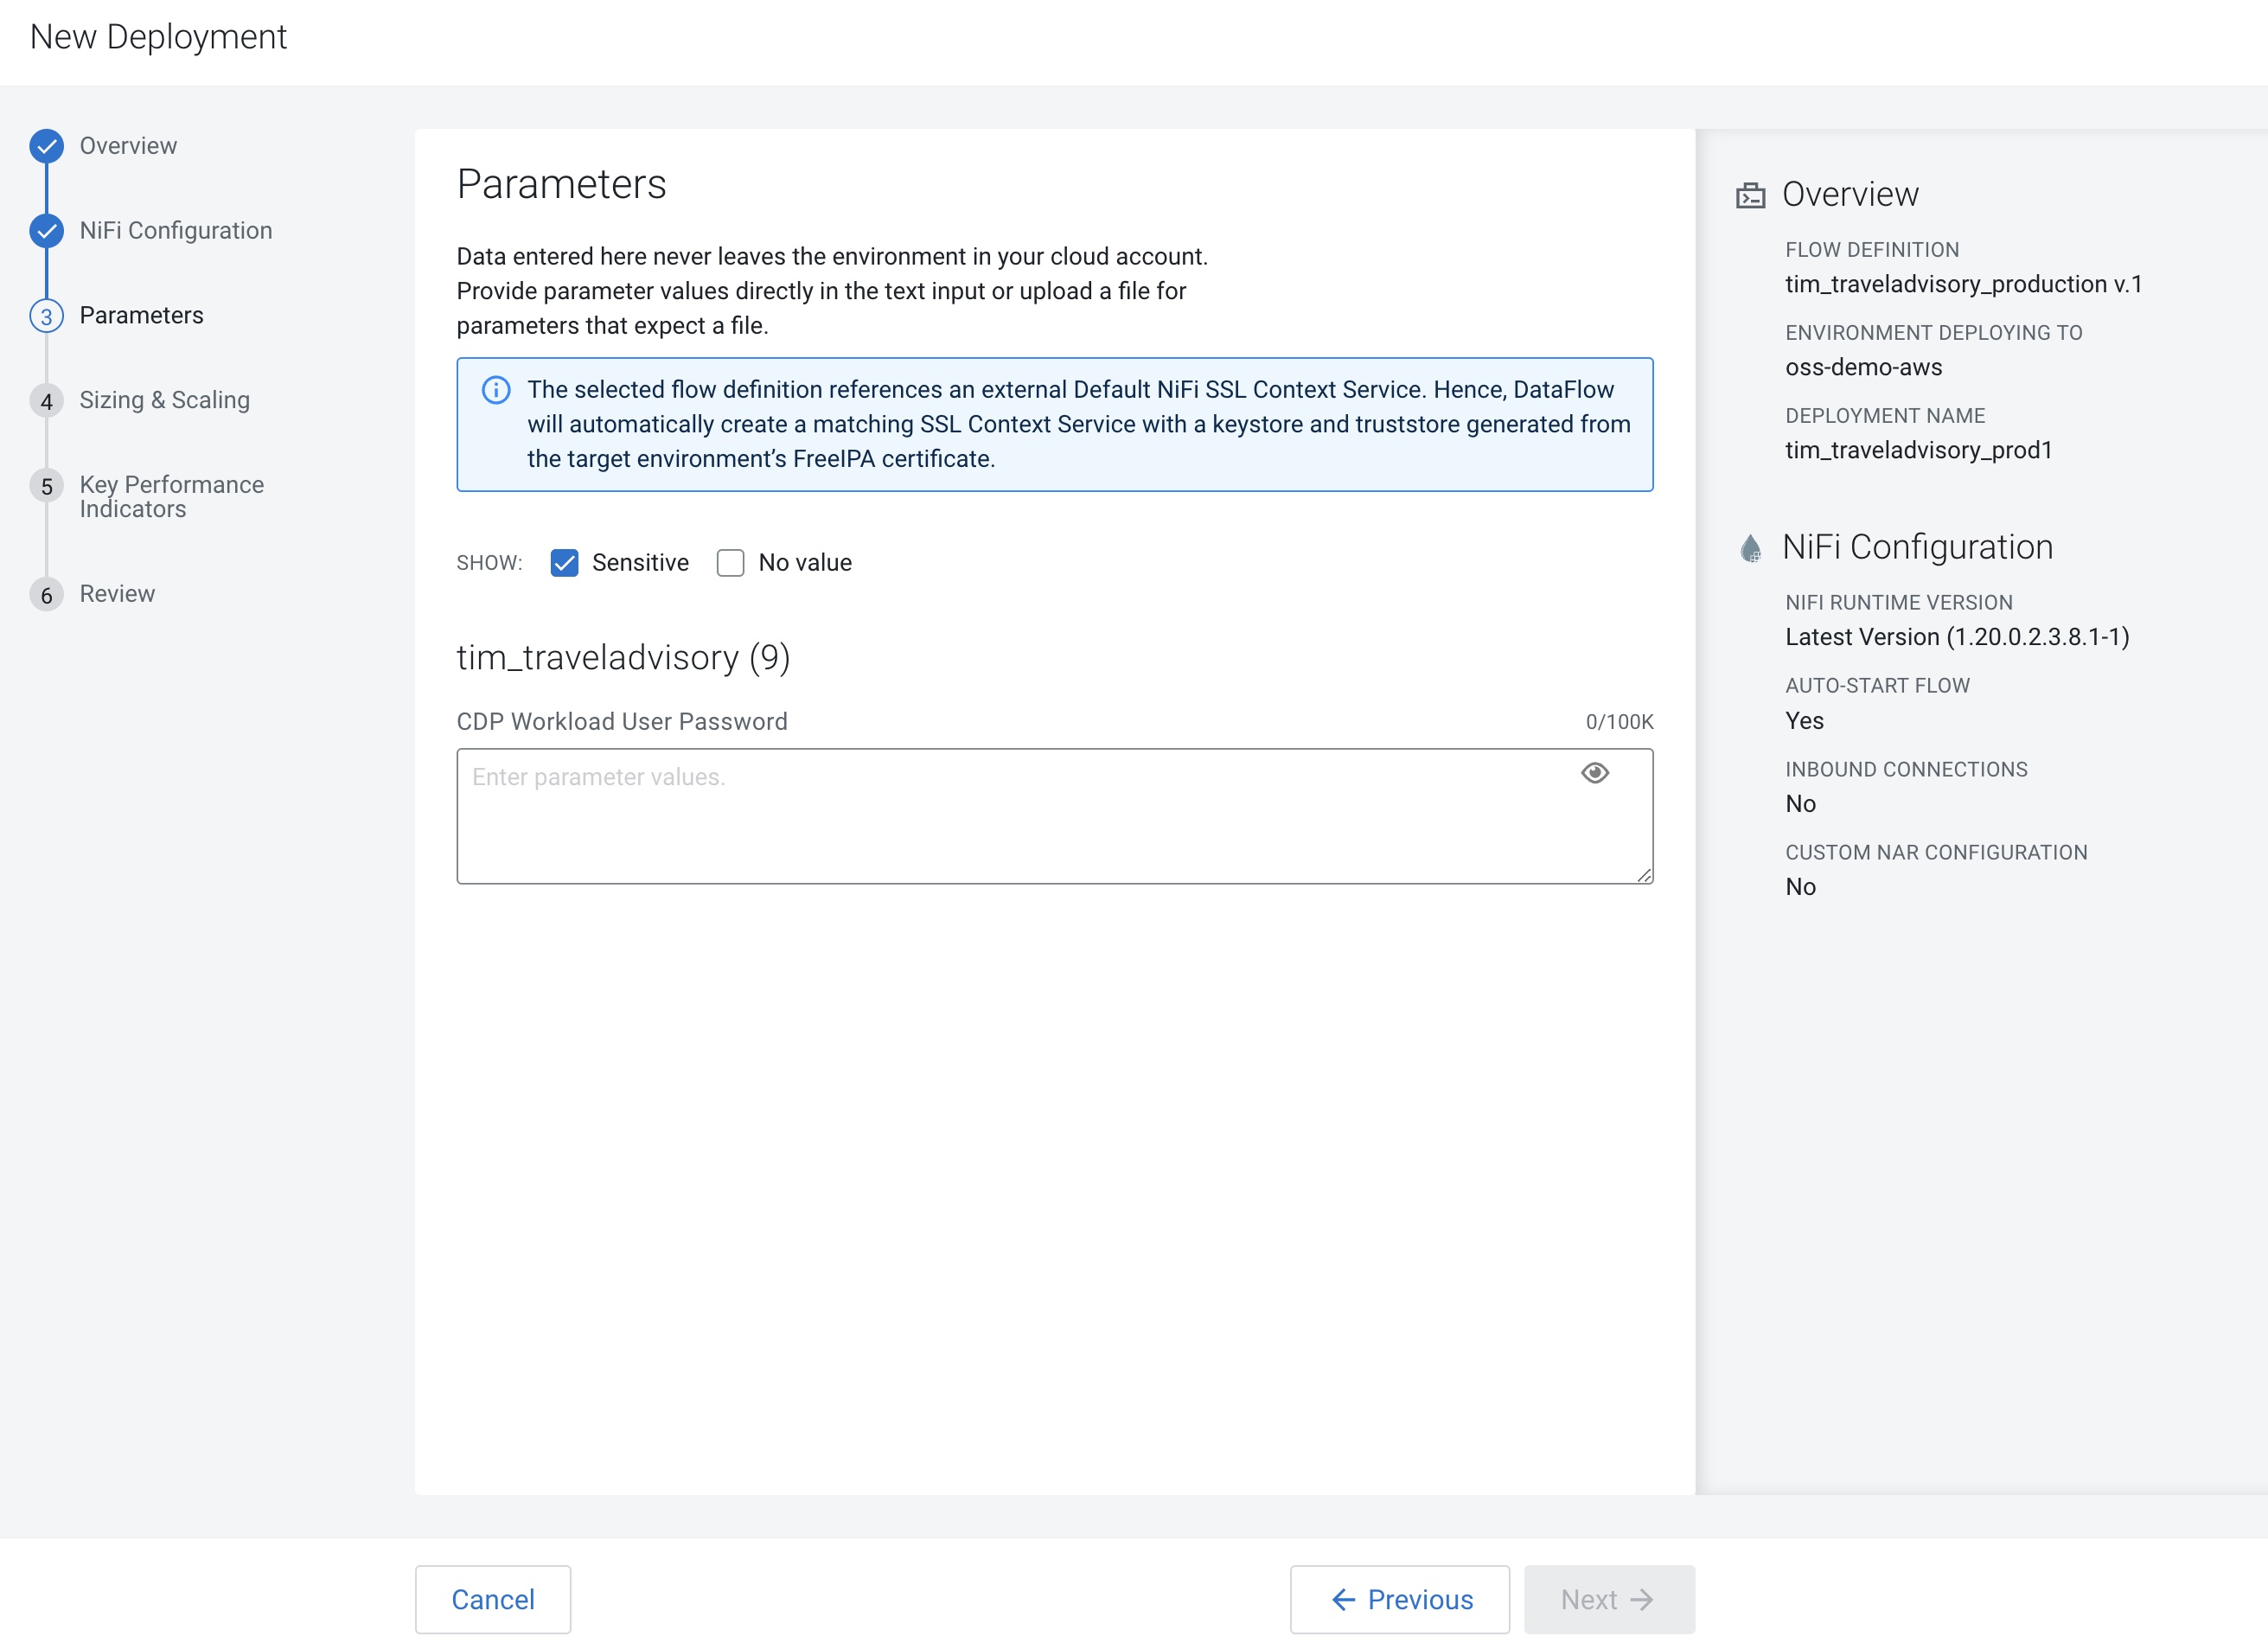 New Deployment
Overview
NiFi Configuration
3 Parameters
4 Sizing & Scaling
5 Key Performance
Indicators
6 Review
Parameters
Data entered here never leaves the environment in your cloud account.
Provide parameter values directly in the text input or upload a file for
parameters that expect a file.
The selected flow definition references an external Default NiFi SSL Context Service. Hence, DataFlow
will automatically create a matching SSL Context Service with a keystore and truststore generated from
the target environment’s FreeIPA certificate.
SHOW: Sensitive No value
tim_traveladvisory (9)
CDP Workload User Password 0/100K
Enter parameter values.
Overview
FLOW DEFINITION
tim_traveladvisory_production v.1
ENVIRONMENT DEPLOYING TO
oss-demo-aws
DEPLOYMENT NAME
tim_traveladvisory_prod1
NiFi Configuration
NIFI RUNTIME VERSION
Latest Version (1.20.0.2.3.8.1-1)
AUTO-START FLOW
Yes
INBOUND CONNECTIONS
No
CUSTOM NAR CONFIGURATION
No
Cancel
← Previous
Next →